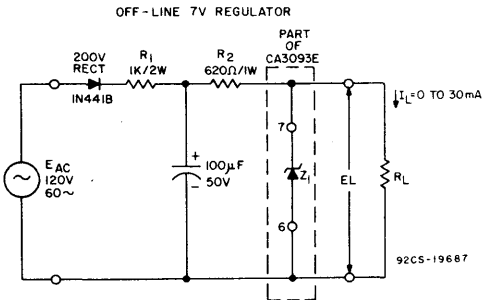 OFF-LINE 7V REGULATOR
PART
OF
CA3093E
200V
RECT
IN441B
R1
1K/2W
R2
620Ω/1W
IL=0 TO 30mA
7
+
100μF
50V
−
Z1
EL
RL
EAC
120V
60~
6
92CS-19687